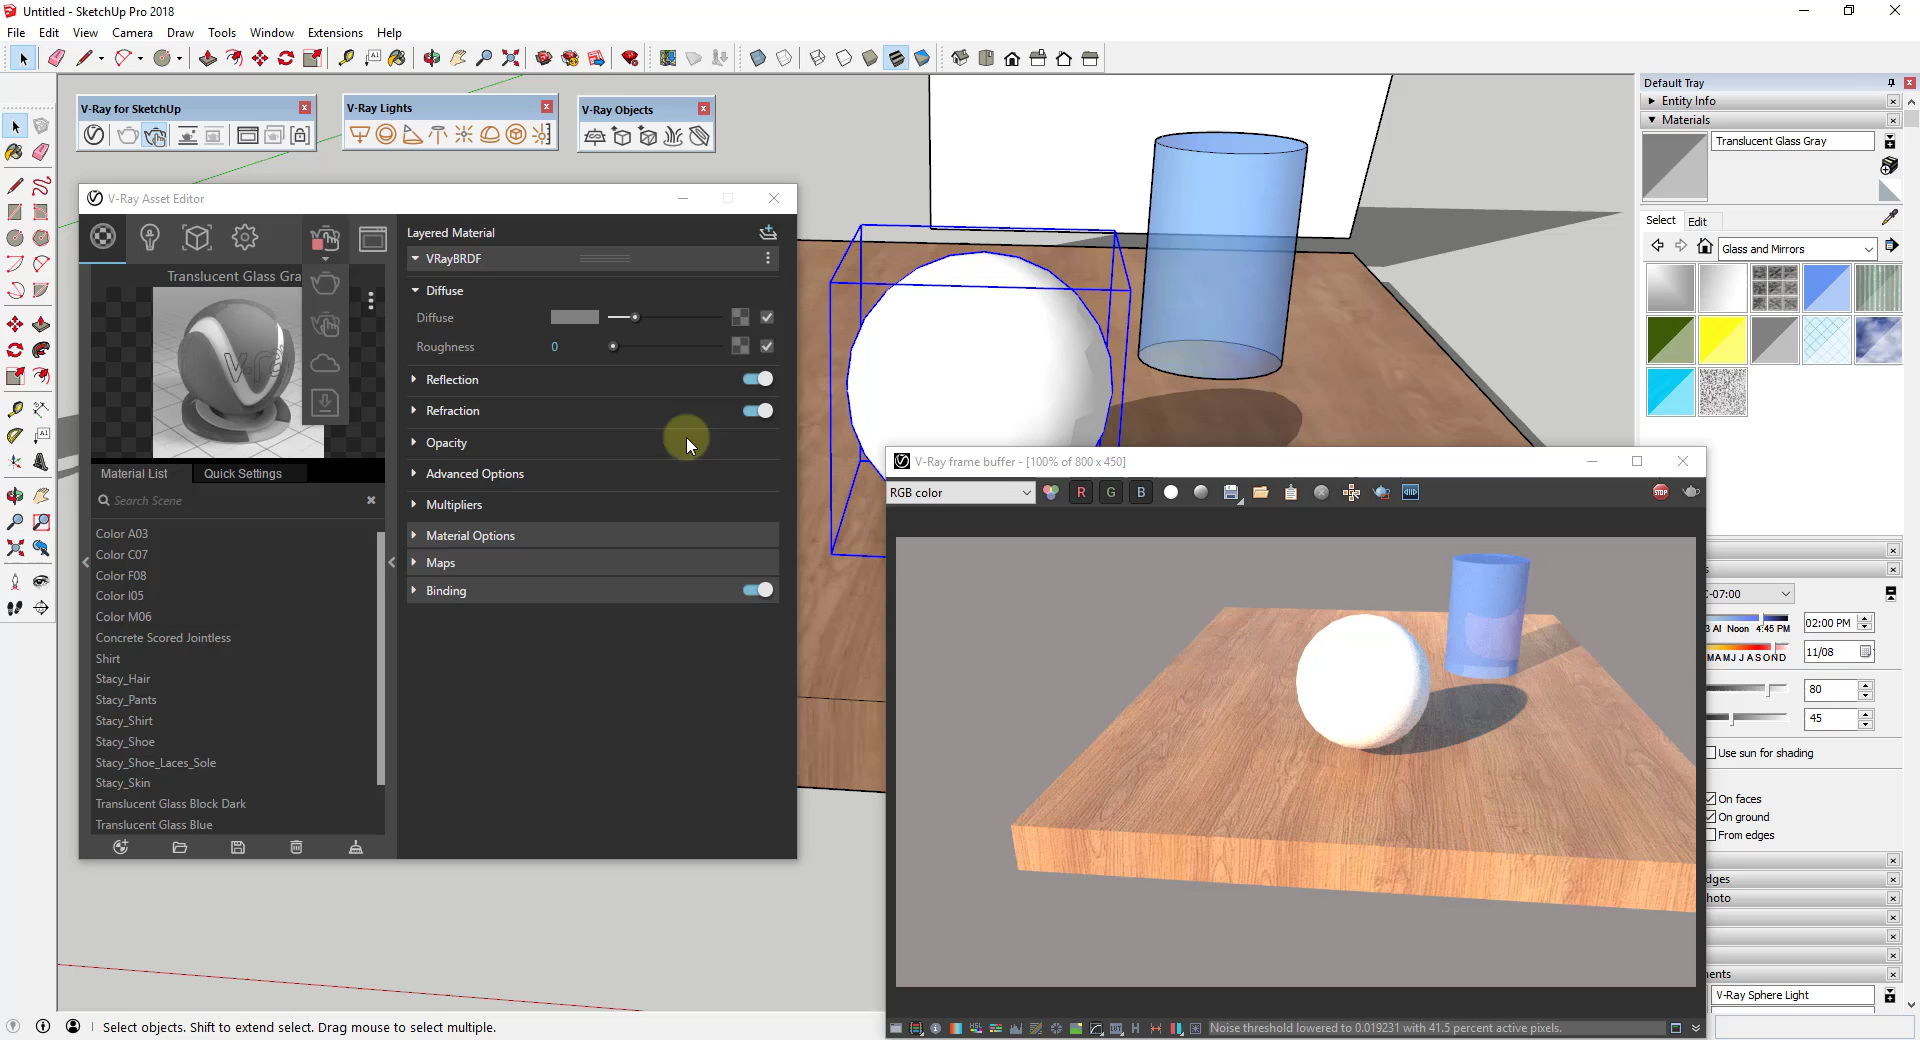 Untitled - SketchUp Pro 2018
File Edit View Camera Draw Tools Window Extensions Help
V-Ray for SketchUp
V-Ray Lights
V-Ray Objects
V-Ray Asset Editor
Translucent Glass Gra
Material List
Quick Settings
Search Scene
Color A03
Color C07
Color F08
Color I05
Color M06
Concrete Scored Jointless
Shirt
Stacy_Hair
Stacy_Pants
Stacy_Shirt
Stacy_Shoe
Stacy_Shoe_Laces_Sole
Stacy_Skin
Translucent Glass Block Dark
Translucent Glass Blue
Layered Material
VRayBRDF
Diffuse
Diffuse
Roughness 0
Reflection
Refraction
Opacity
Advanced Options
Multipliers
Material Options
Maps
Binding
V-Ray frame buffer - [100% of 800 x 450]
RGB color
R G B
STOP
Noise threshold lowered to 0.019231 with 41.5 percent active pixels.
Default Tray
Entity Info
Materials
Translucent Glass Gray
Select Edit
Glass and Mirrors
-07:00
Noon 4:45 PM
02:00 PM
M A M J J A S O N D
11/08
80
45
Use sun for shading
On faces
On ground
From edges
dges
hoto
nents
V-Ray Sphere Light
Select objects. Shift to extend select. Drag mouse to select multiple.